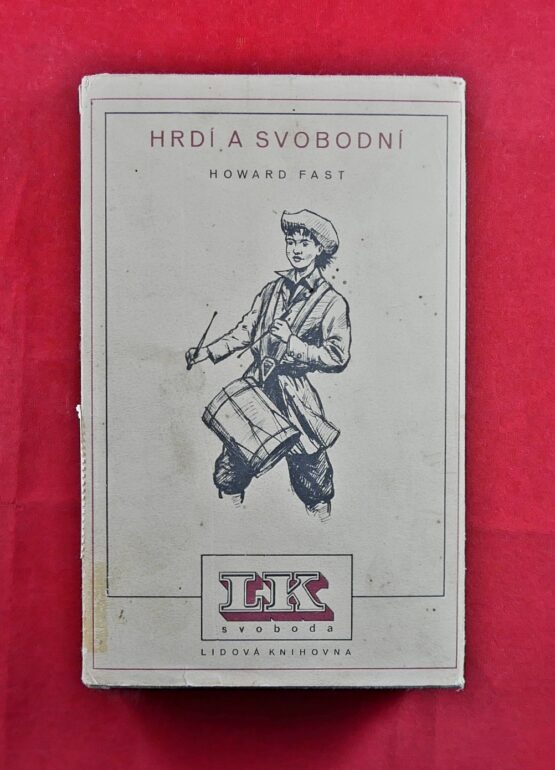 HRDÍ A SVOBODNÍ
HOWARD FAST
LK
svoboda
LIDOVÁ KNIHOVNA